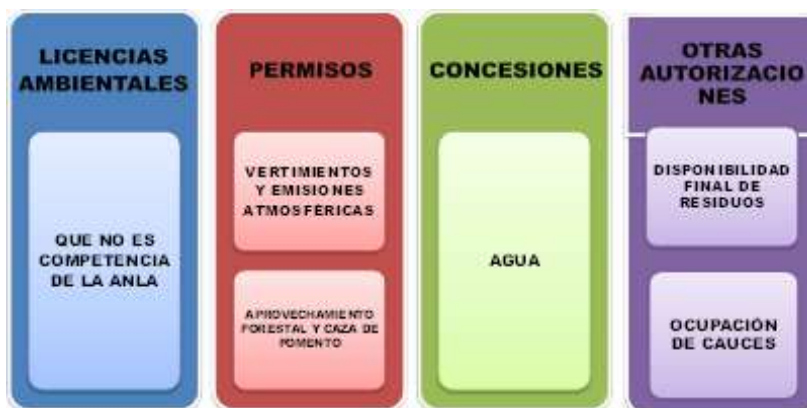 LICENCIAS
AMBIENTALES
QUE NO ES
COMPETENCIA
DE LA ANLA
PERMISOS
VERTIMIENTOS
Y EMISIONES
ATMOSFÉRICAS
APROVECHAMIENTO
FORESTAL Y CAZA DE
FOMENTO
CONCESIONES
AGUA
OTRAS
AUTORIZACIO
NES
DISPONIBILIDAD
FINAL DE
RESIDUOS
OCUPACIÓN
DE CAUCES